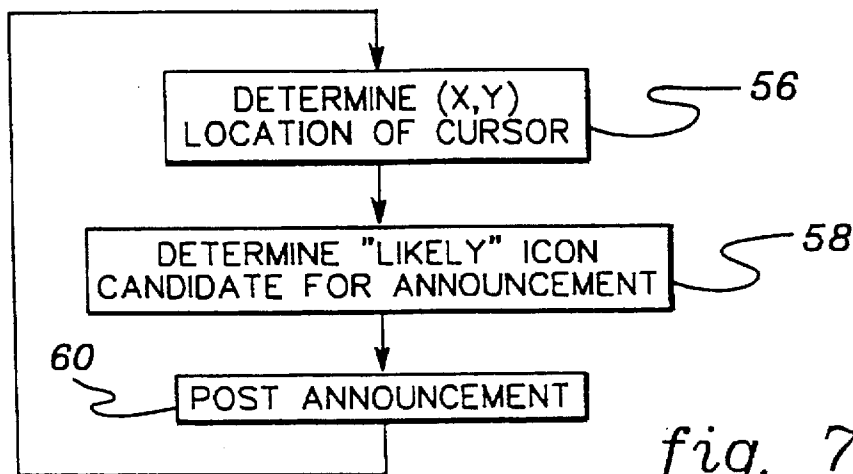 DETERMINE (X,Y)
LOCATION OF CURSOR
56
DETERMINE "LIKELY" ICON
CANDIDATE FOR ANNOUNCEMENT
58
60
POST ANNOUNCEMENT
fig. 7